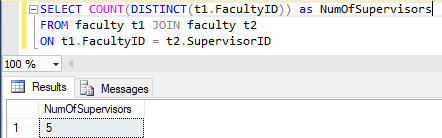 SELECT COUNT(DISTINCT(t1.FacultyID)) as NumOfSupervisors
FROM faculty t1 JOIN faculty t2
ON t1.FacultyID = t2.SupervisorID
100 %
Results Messages
NumOfSupervisors
1 5